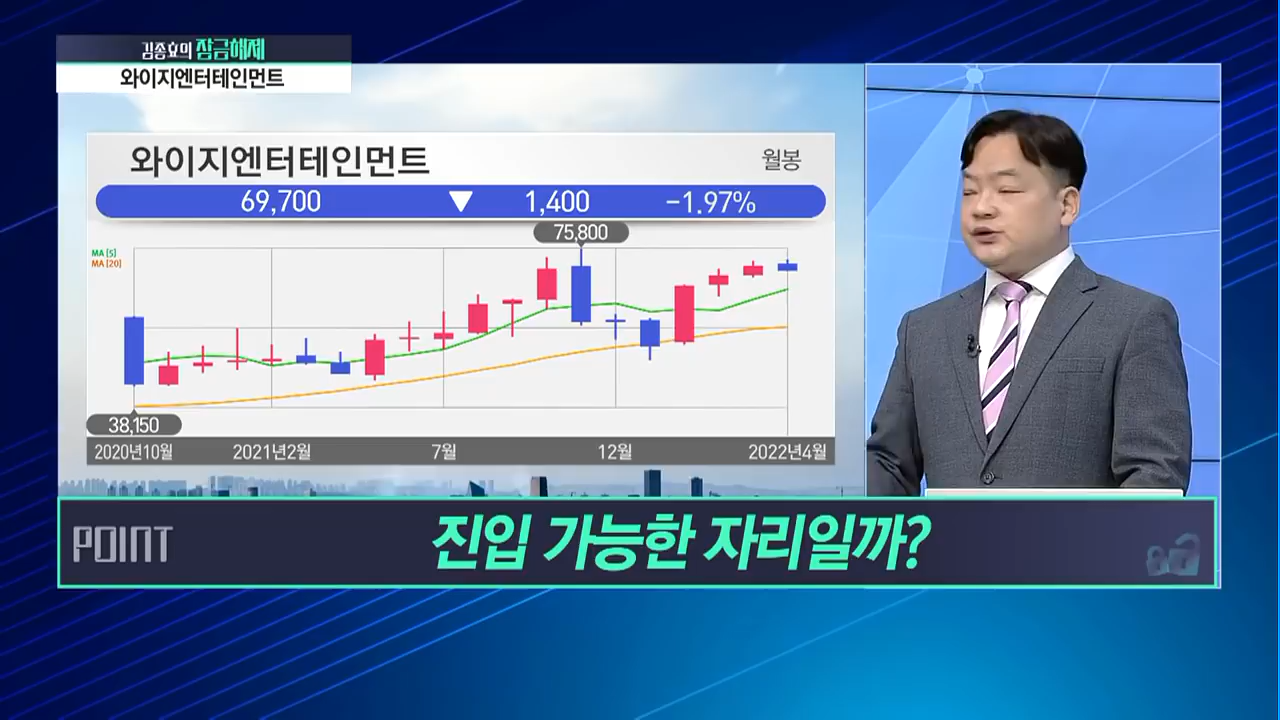 김종효의 잠금해제
와이지엔터테인먼트
와이지엔터테인먼트
월봉
69,700 ▼ 1,400 -1.97%
75,800
MA [5]
MA [20]
38,150
2020년10월 2021년2월 7월 12월 2022년4월
POINT
진입 가능한 자리일까?